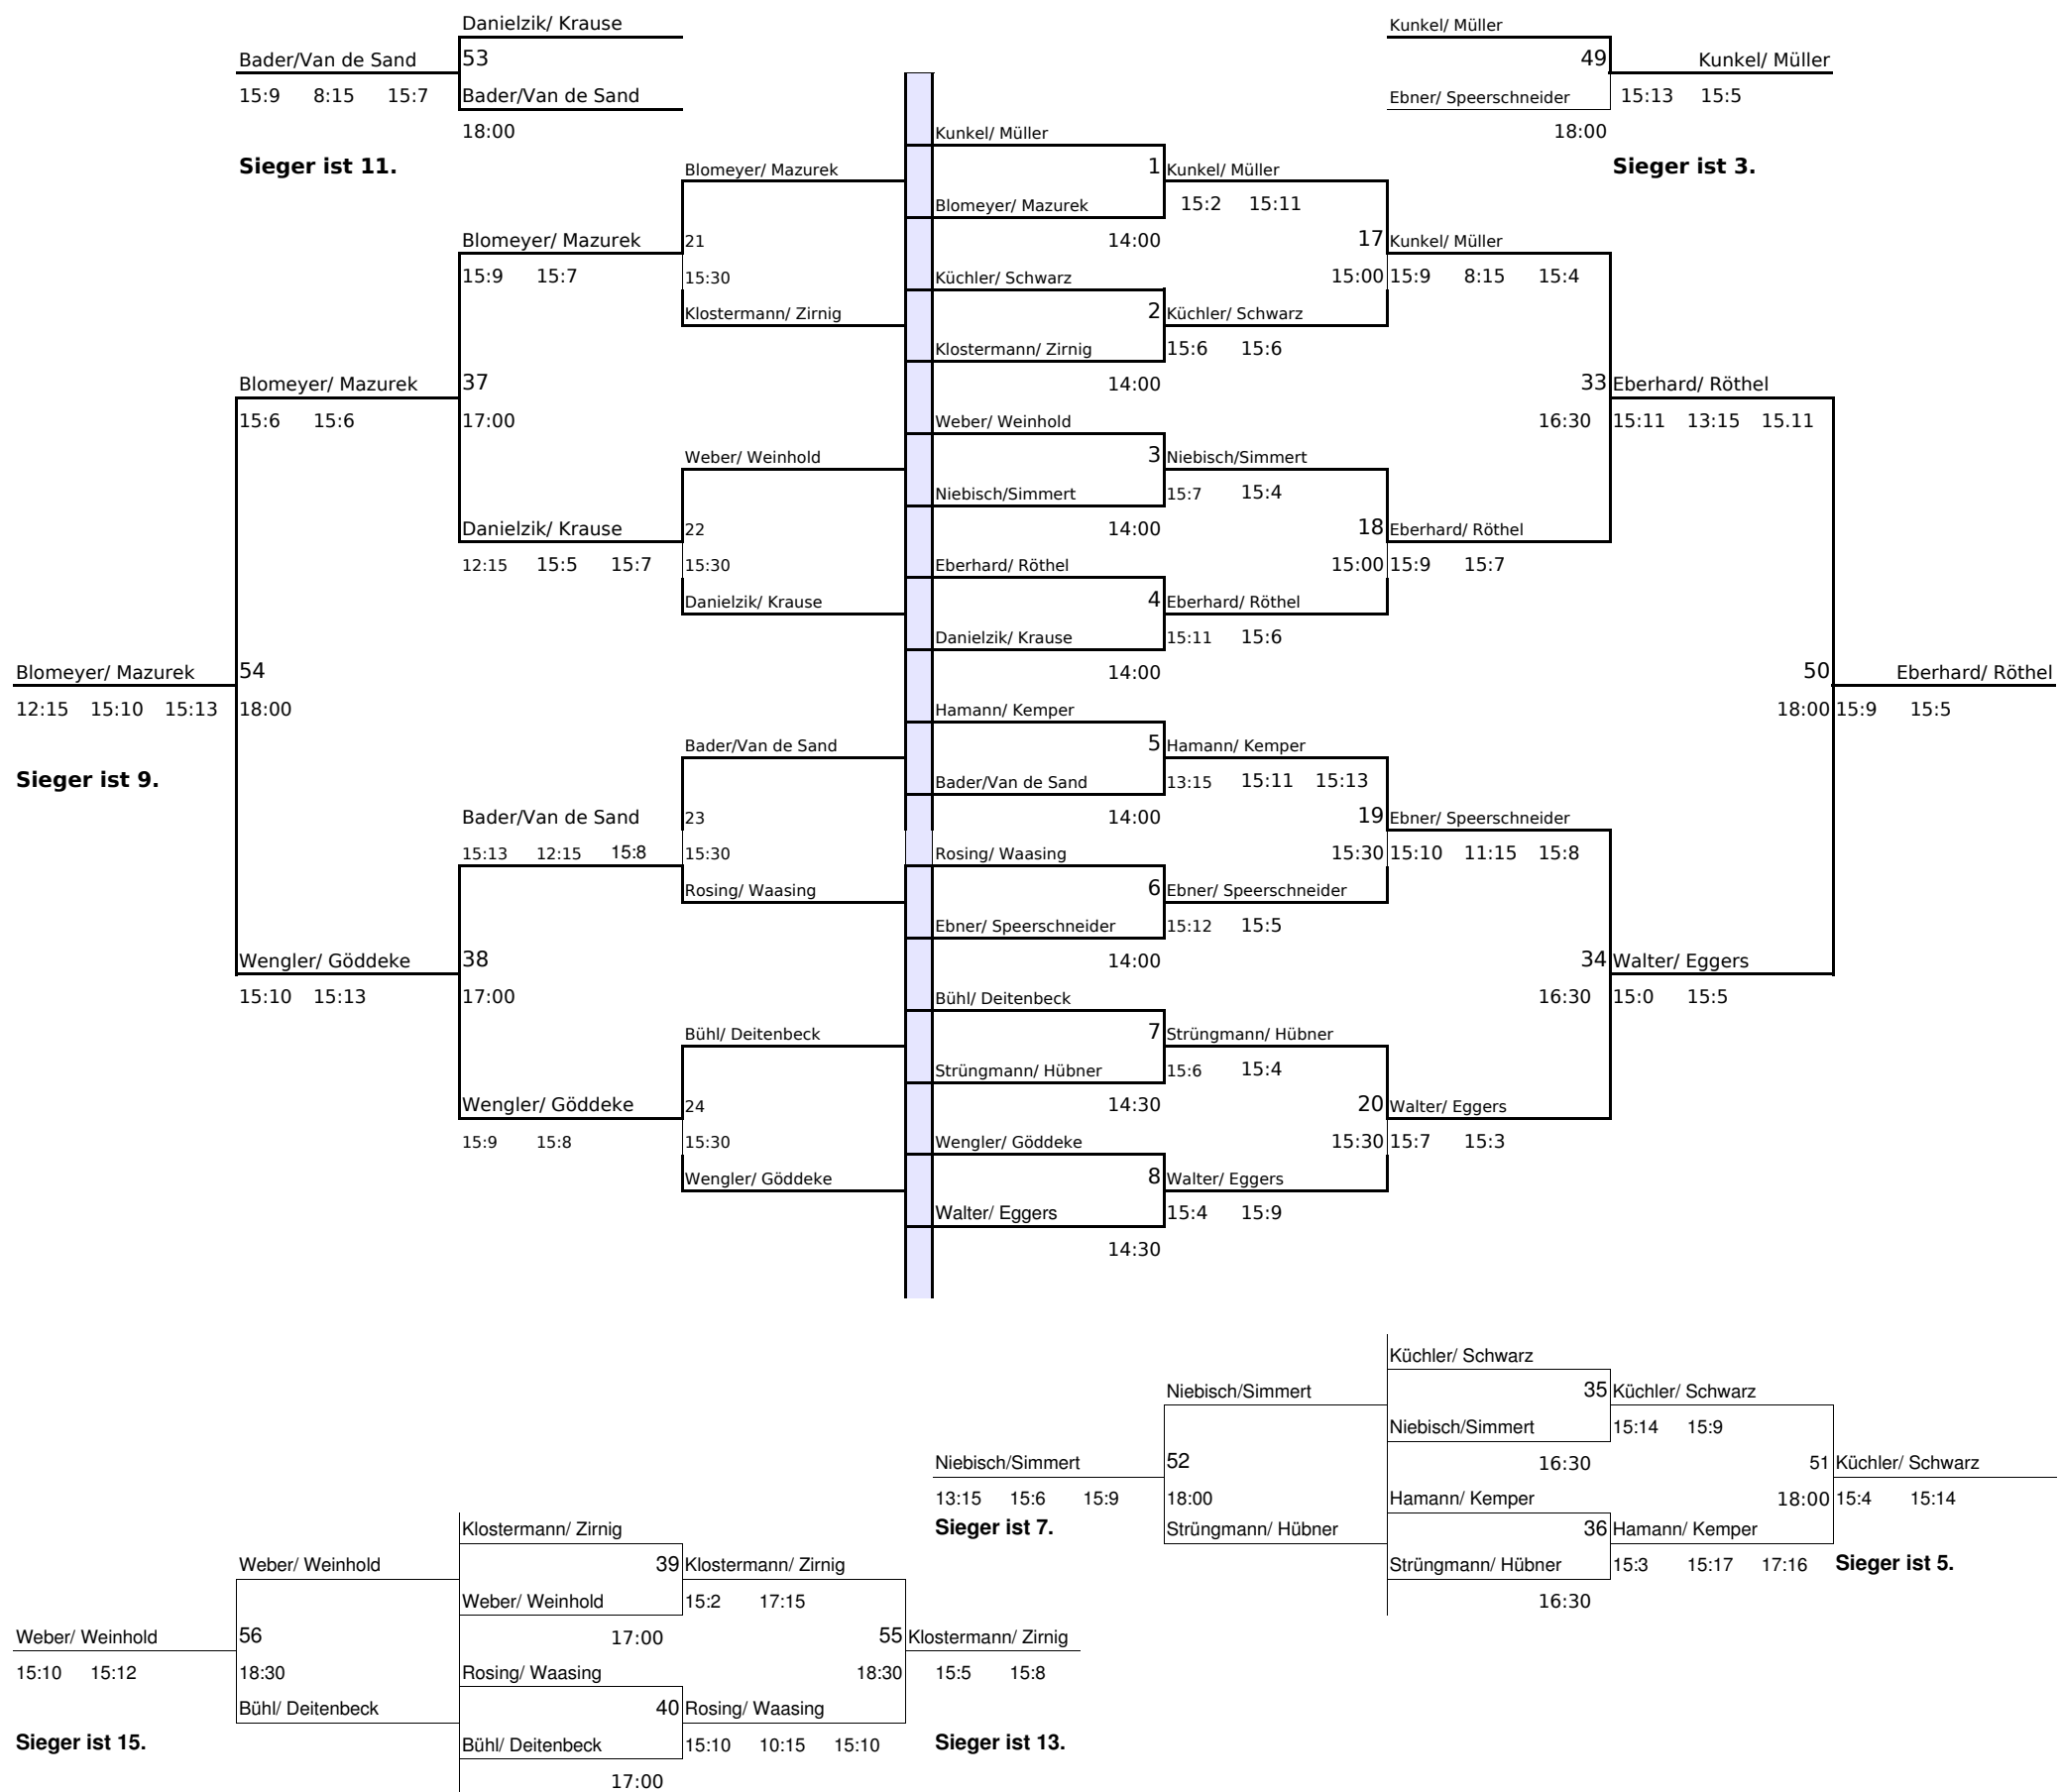 Danielzik/ Krause
Kunkel/ Müller
Bader/Van de Sand 53
49 Kunkel/ Müller
15:9 8:15 15:7 Bader/Van de Sand
Ebner/ Speerschneider 15:13 15:5
18:00
Kunkel/ Müller
18:00
Sieger ist 11.
Blomeyer/ Mazurek
1 Kunkel/ Müller
Sieger ist 3.
Blomeyer/ Mazurek 15:2 15:11
Blomeyer/ Mazurek 21
14:00
17 Kunkel/ Müller
15:9 15:7 15:30
Küchler/ Schwarz
15:00 15:9 8:15 15:4
Klostermann/ Zirnig
2 Küchler/ Schwarz
Klostermann/ Zirnig 15:6 15:6
Blomeyer/ Mazurek 37
14:00
33 Eberhard/ Röthel
15:6 15:6 17:00
Weber/ Weinhold
16:30 15:11 13:15 15.11
Weber/ Weinhold
3 Niebisch/Simmert
Niebisch/Simmert 15:7 15:4
Danielzik/ Krause 22
14:00
18 Eberhard/ Röthel
12:15 15:5 15:7 15:30
Eberhard/ Röthel
15:00 15:9 15:7
Danielzik/ Krause
4 Eberhard/ Röthel
Danielzik/ Krause 15:11 15:6
Blomeyer/ Mazurek 54
14:00
50 Eberhard/ Röthel
12:15 15:10 15:13 18:00
Hamann/ Kemper
18:00 15:9 15:5
Bader/Van de Sand
5 Hamann/ Kemper
Sieger ist 9.
Bader/Van de Sand 13:15 15:11 15:13
Bader/Van de Sand 23
14:00
19 Ebner/ Speerschneider
15:13 12:15 15:8 15:30
Rosing/ Waasing
15:30 15:10 11:15 15:8
Rosing/ Waasing
6 Ebner/ Speerschneider
Ebner/ Speerschneider 15:12 15:5
Wengler/ Göddeke 38
14:00
34 Walter/ Eggers
15:10 15:13 17:00
Bühl/ Deitenbeck
16:30 15:0 15:5
Bühl/ Deitenbeck
7 Strüngmann/ Hübner
Strüngmann/ Hübner 15:6 15:4
Wengler/ Göddeke 24
14:30
20 Walter/ Eggers
15:9 15:8 15:30
Wengler/ Göddeke
15:30 15:7 15:3
Wengler/ Göddeke
8 Walter/ Eggers
Walter/ Eggers 15:4 15:9
14:30
Küchler/ Schwarz
Niebisch/Simmert
35 Küchler/ Schwarz
Niebisch/Simmert 15:14 15:9
Niebisch/Simmert 52
16:30
51 Küchler/ Schwarz
13:15 15:6 15:9 18:00
Hamann/ Kemper
18:00 15:4 15:14
Sieger ist 7.
Strüngmann/ Hübner
36 Hamann/ Kemper
Strüngmann/ Hübner 15:3 15:17 17:16
Sieger ist 5.
16:30
Klostermann/ Zirnig
Weber/ Weinhold
39 Klostermann/ Zirnig
Weber/ Weinhold 15:2 17:15
Weber/ Weinhold 56
17:00
55 Klostermann/ Zirnig
15:10 15:12 18:30
Rosing/ Waasing
18:30 15:5 15:8
Bühl/ Deitenbeck
40 Rosing/ Waasing
Sieger ist 15.
Bühl/ Deitenbeck 15:10 10:15 15:10
Sieger ist 13.
17:00